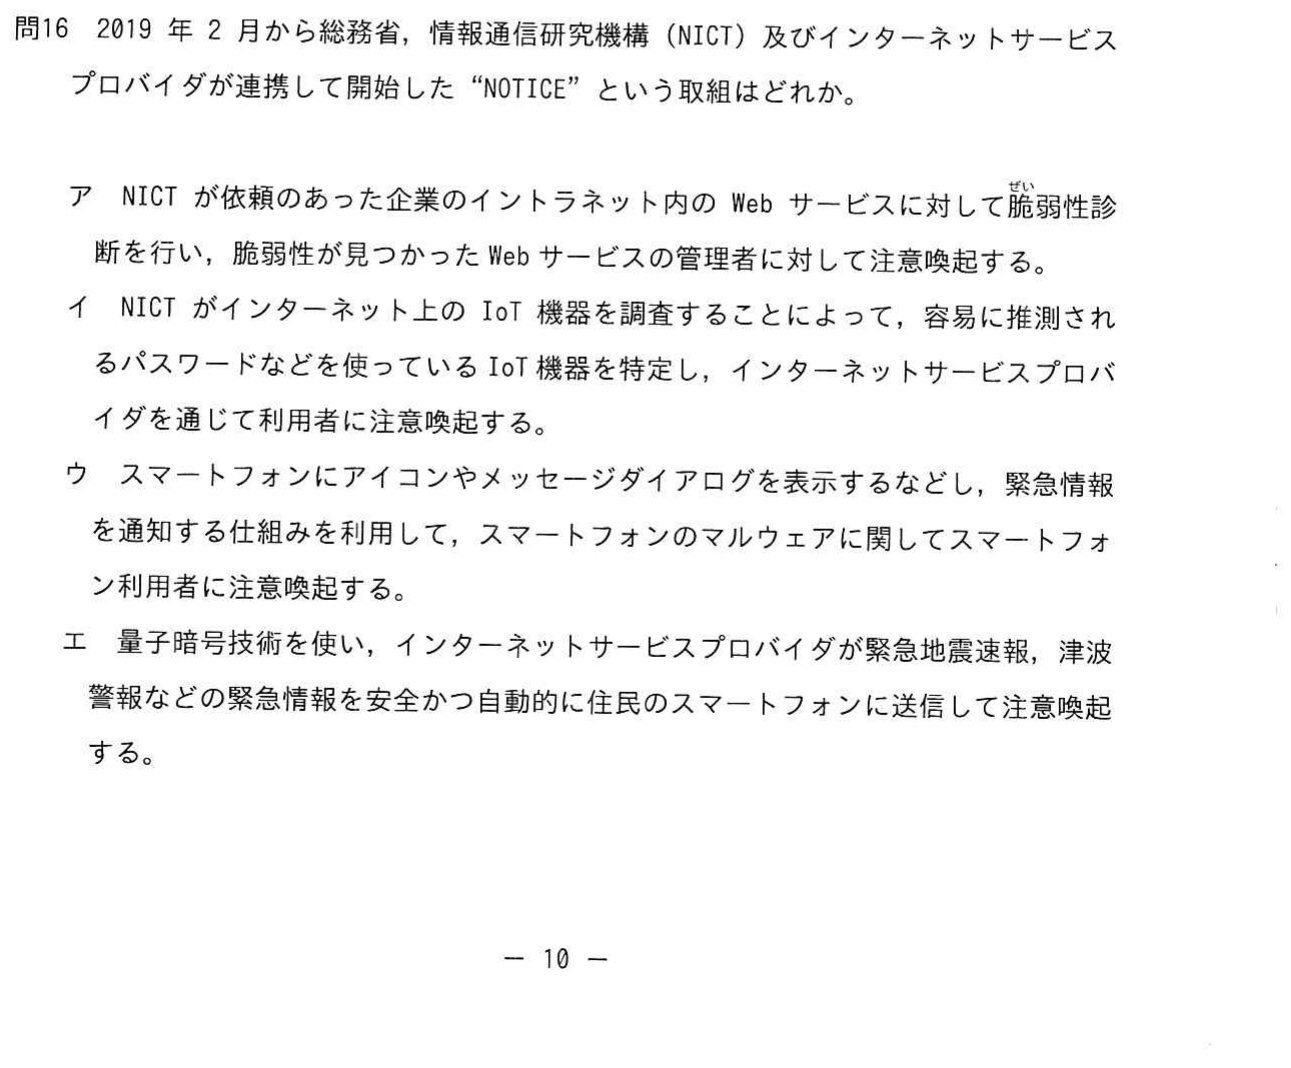 問16 2019 年 2 月から総務省，情報通信研究機構（NICT）及びインターネットサービス
プロバイダが連携して開始した“NOTICE”という取組はどれか。
ア NICT が依頼のあった企業のイントラネット内の Web サービスに対して脆弱性診
ぜい
断を行い，脆弱性が見つかった Web サービスの管理者に対して注意喚起する。
イ NICT がインターネット上の IoT 機器を調査することによって，容易に推測され
るパスワードなどを使っている IoT 機器を特定し，インターネットサービスプロバ
イダを通じて利用者に注意喚起する。
ウ スマートフォンにアイコンやメッセージダイアログを表示するなどし，緊急情報
を通知する仕組みを利用して，スマートフォンのマルウェアに関してスマートフォ
ン利用者に注意喚起する。
エ 量子暗号技術を使い，インターネットサービスプロバイダが緊急地震速報，津波
警報などの緊急情報を安全かつ自動的に住民のスマートフォンに送信して注意喚起
する。
― 10 ―